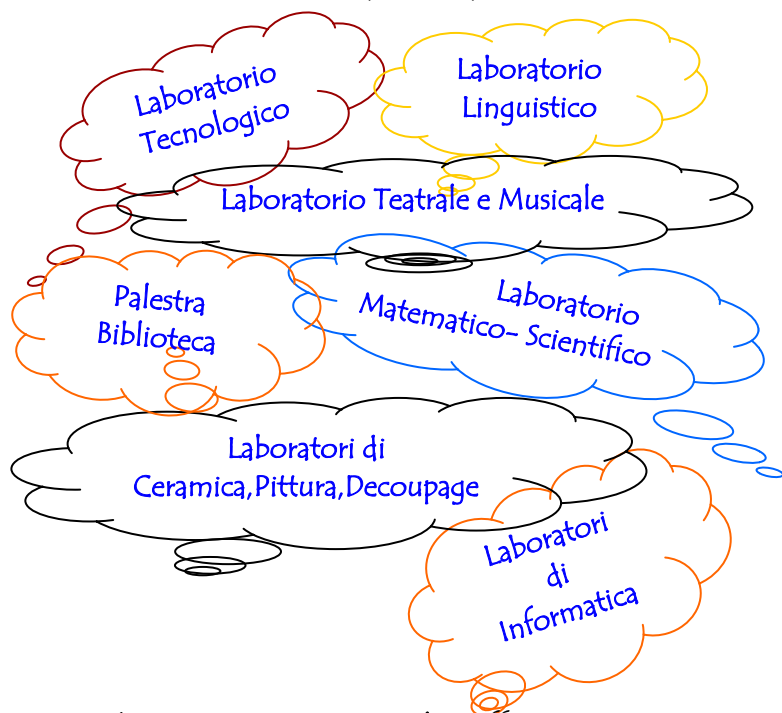 Laboratorio
Tecnologico
Laboratorio
Linguistico
Laboratorio Teatrale e Musicale
Palestra
Biblioteca
Laboratorio
Matematico- Scientifico
Laboratori di
Ceramica,Pittura,Decoupage
Laboratori
di
Informatica